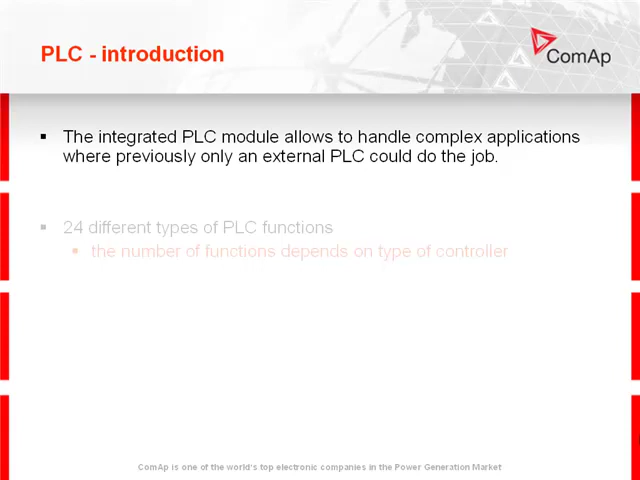 PLC - introduction
ComAp
▪ The integrated PLC module allows to handle complex applications
where previously only an external PLC could do the job.
▪ 24 different types of PLC functions
▪ the number of functions depends on type of controller
ComAp is one of the world's top electronic companies in the Power Generation Market